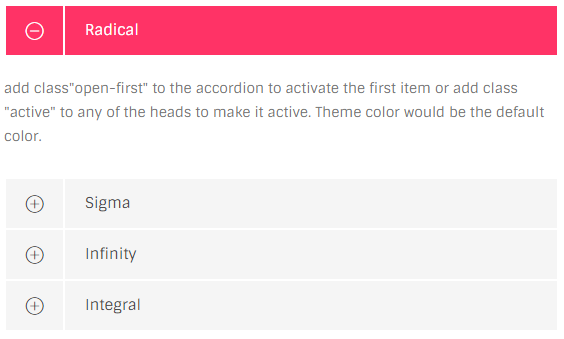 Radical
add class"open-first" to the accordion to activate the first item or add class
"active" to any of the heads to make it active. Theme color would be the default
color.
Sigma
Infinity
Integral